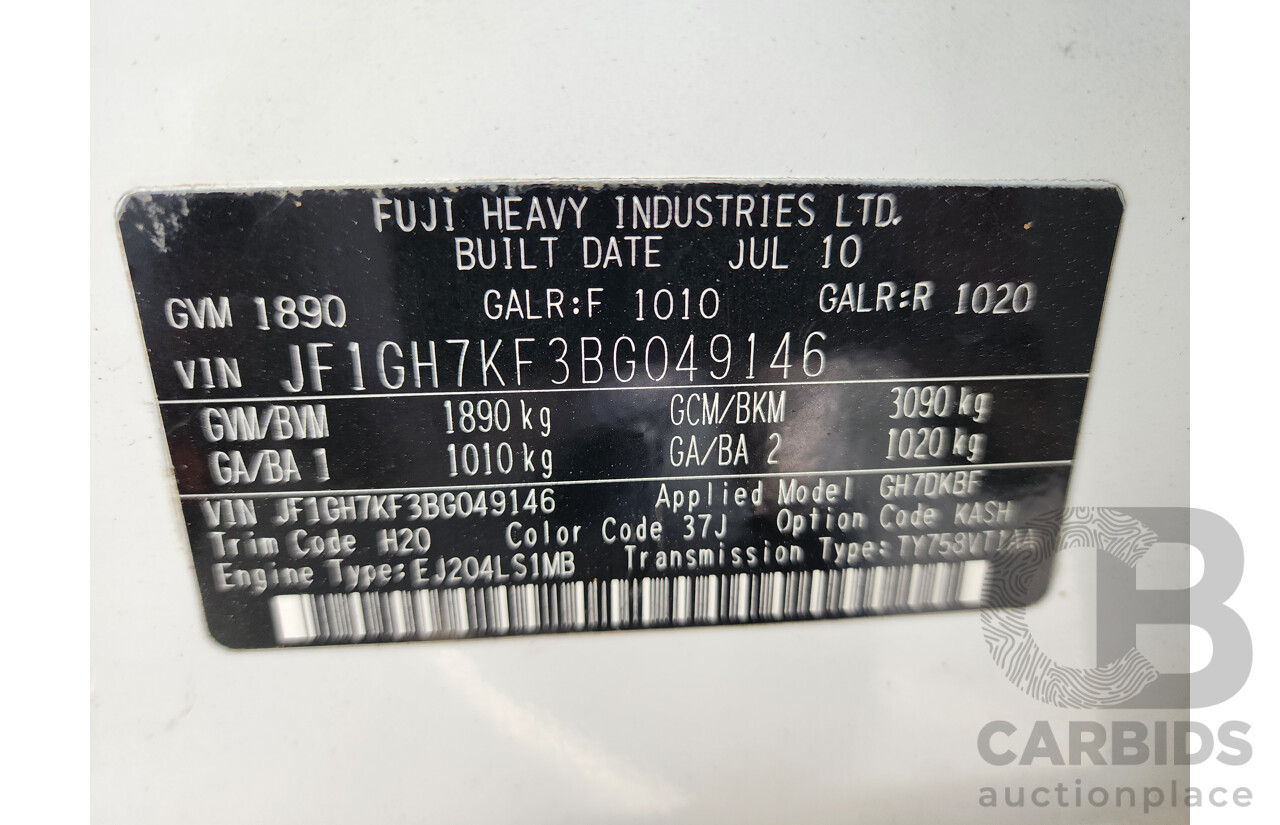 FUJI HEAVY INDUSTRIES LTD.
BUILT DATE JUL 10
GVM 1890 GALR:F 1010 GALR:R 1020
VIN JF1GH7KF3BG049146
GVM/BVM 1890 kg GCM/BKM 3090 kg
GA/BA 1 1010 kg GA/BA 2 1020 kg
VIN JF1GH7KF3BG049146 Applied Model GH7DKBF
Trim Code H20 Color Code 37J Option Code KASH
Engine Type:EJ204LS1MB Transmission Type:
CB
CARBIDS
auctionplace